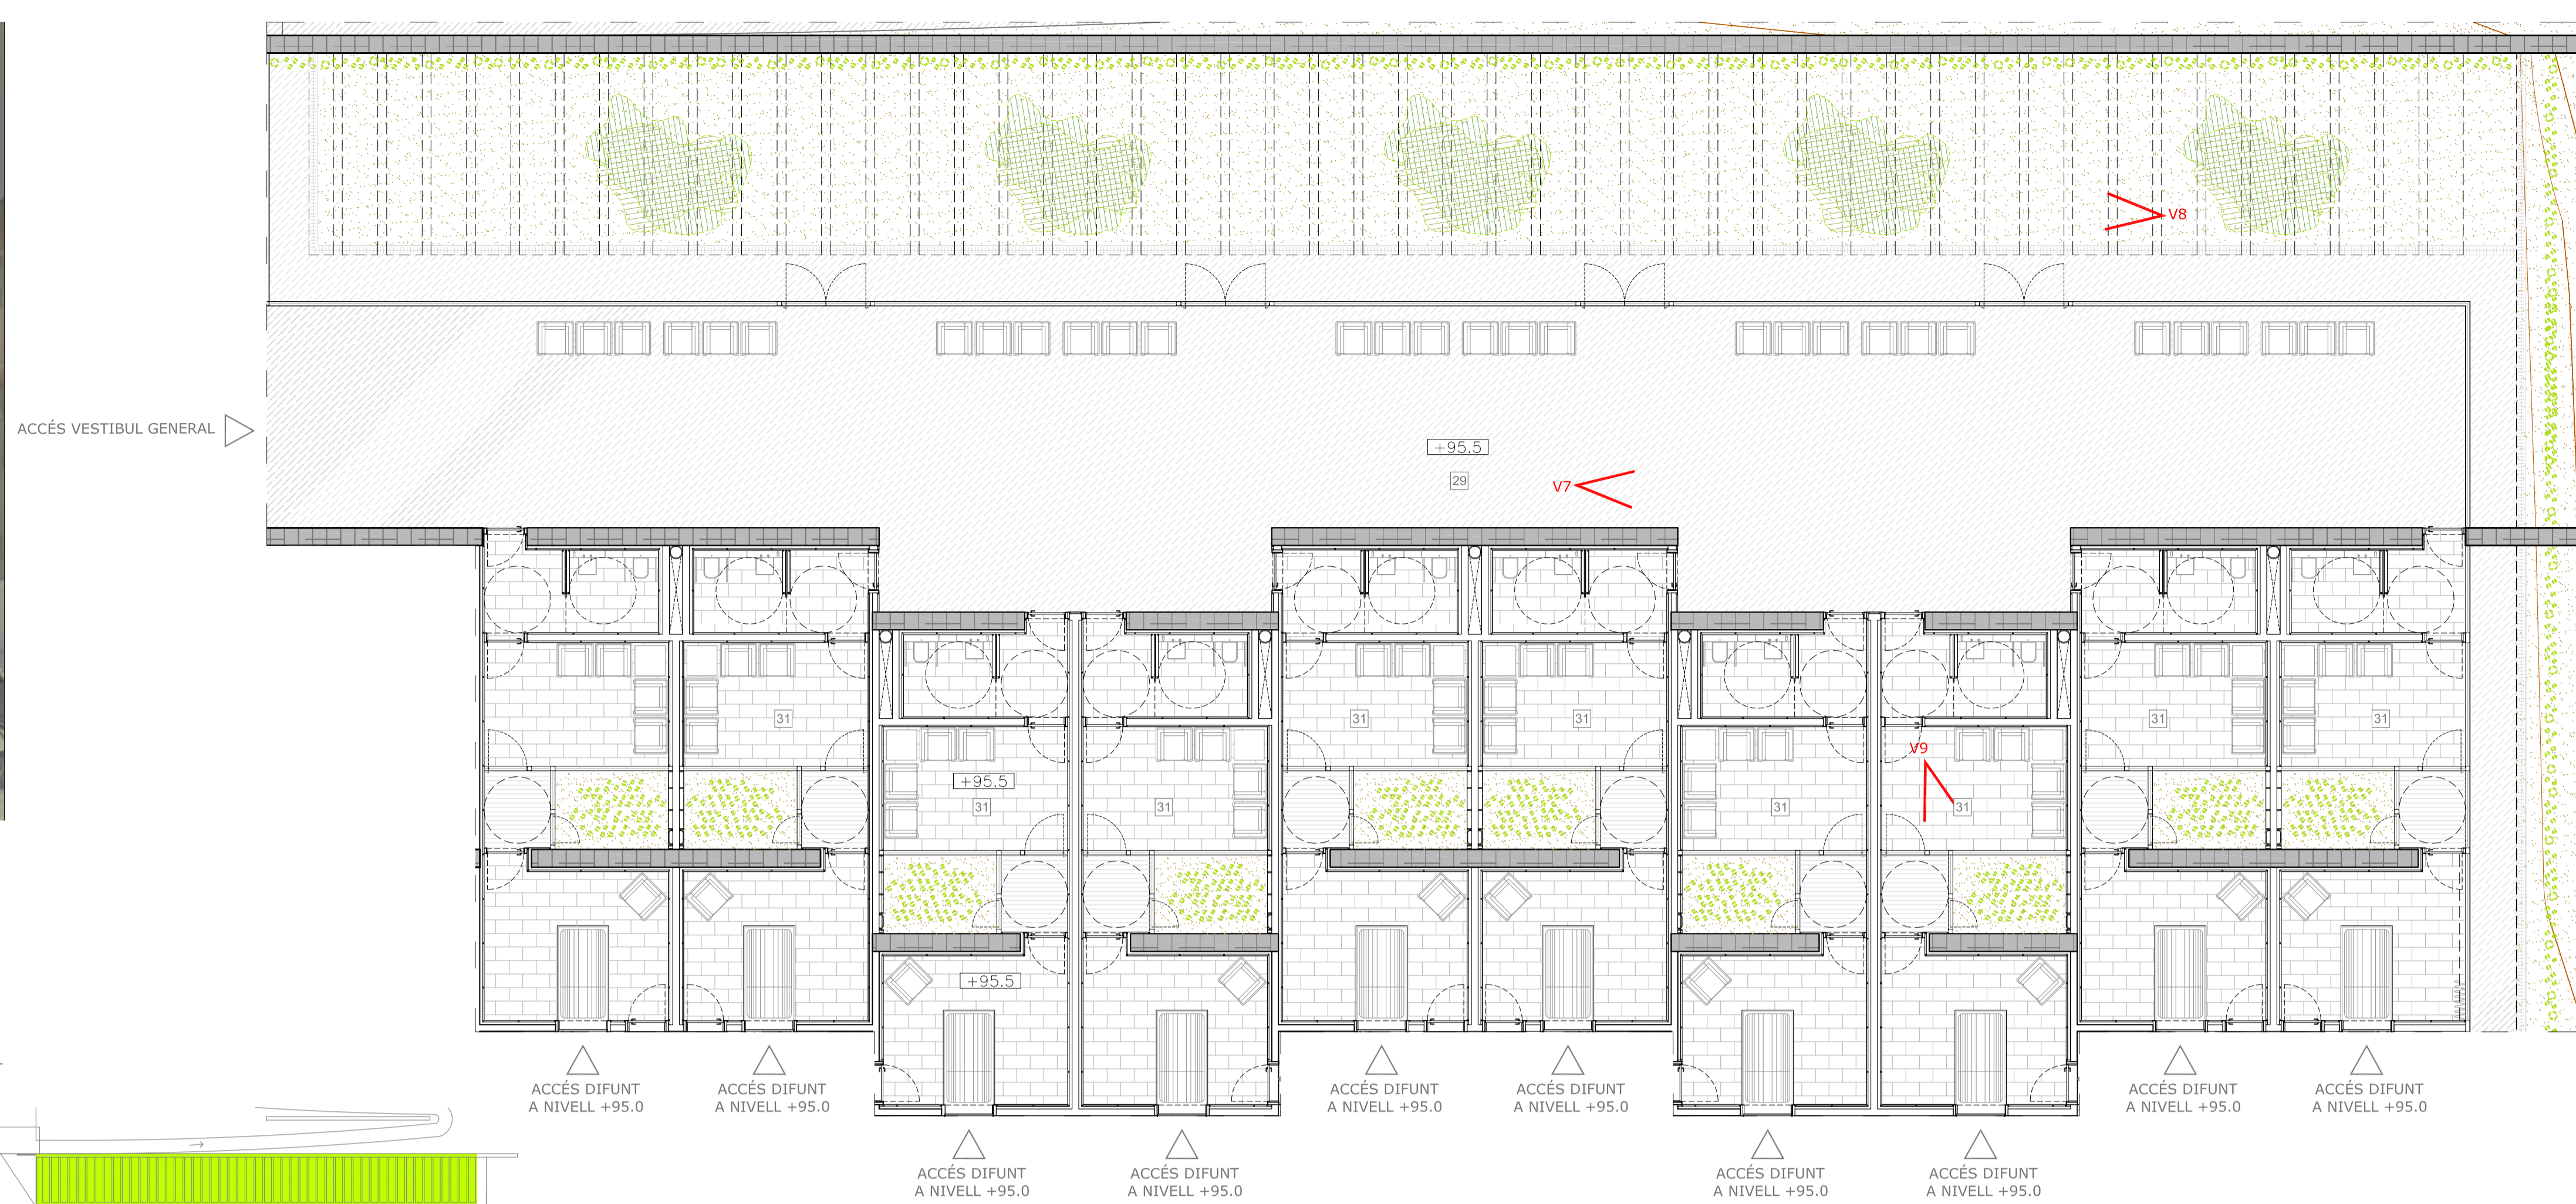 V8
ACCÉS VESTIBUL GENERAL
+95.5
29
V7
31
31
31
31
31
V9
+95.5
31
31
31
31
+95.5
ACCÉS DIFUNT
A NIVELL +95.0
ACCÉS DIFUNT
A NIVELL +95.0
ACCÉS DIFUNT
A NIVELL +95.0
ACCÉS DIFUNT
A NIVELL +95.0
ACCÉS DIFUNT
A NIVELL +95.0
ACCÉS DIFUNT
A NIVELL +95.0
ACCÉS DIFUNT
A NIVELL +95.0
ACCÉS DIFUNT
A NIVELL +95.0
ACCÉS DIFUNT
A NIVELL +95.0
ACCÉS DIFUNT
A NIVELL +95.0